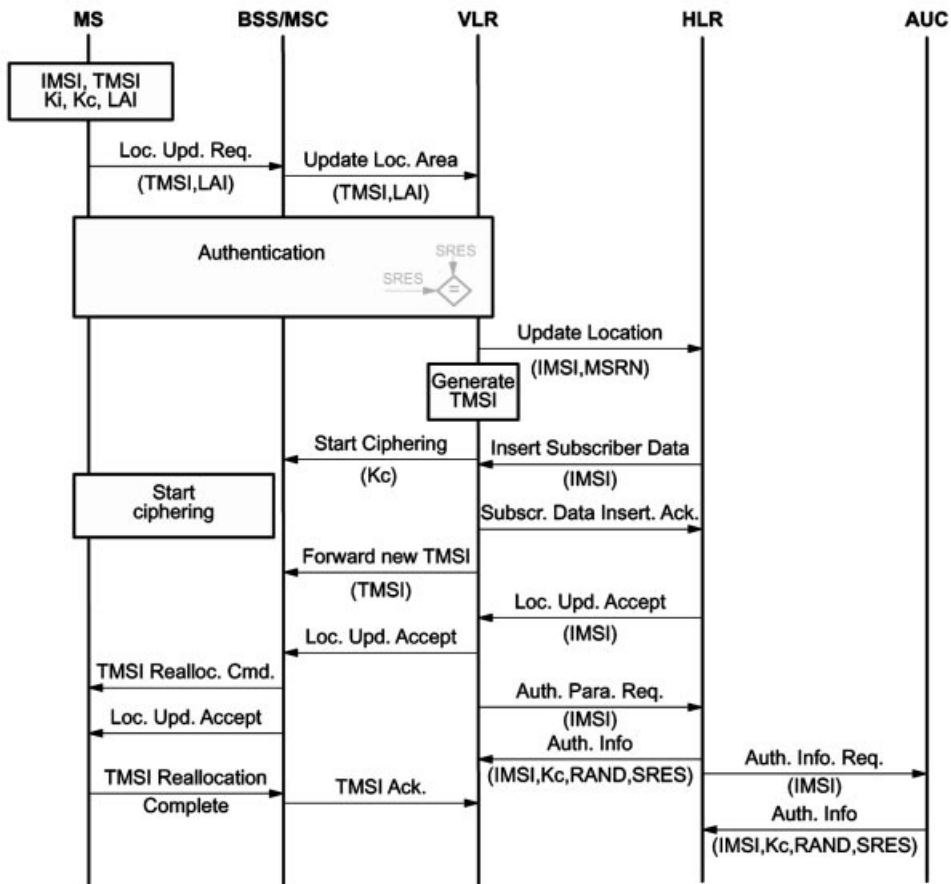 MS BSS/MSC VLR HLR AUC
IMSI, TMSI
Ki, Kc, LAI
Loc. Upd. Req.
(TMSI,LAI)
Update Loc. Area
(TMSI,LAI)
Authentication
SRES
SRES
=
Update Location
(IMSI,MSRN)
Generate
TMSI
Start Ciphering
(Kc)
Insert Subscriber Data
(IMSI)
Start
ciphering
Subscr. Data Insert. Ack.
Forward new TMSI
(TMSI)
Loc. Upd. Accept
(IMSI)
Loc. Upd. Accept
TMSI Realloc. Cmd.
Auth. Para. Req.
(IMSI)
Loc. Upd. Accept
Auth. Info
(IMSI,Kc,RAND,SRES)
Auth. Info. Req.
(IMSI)
TMSI Reallocation
Complete
TMSI Ack.
Auth. Info
(IMSI,Kc,RAND,SRES)